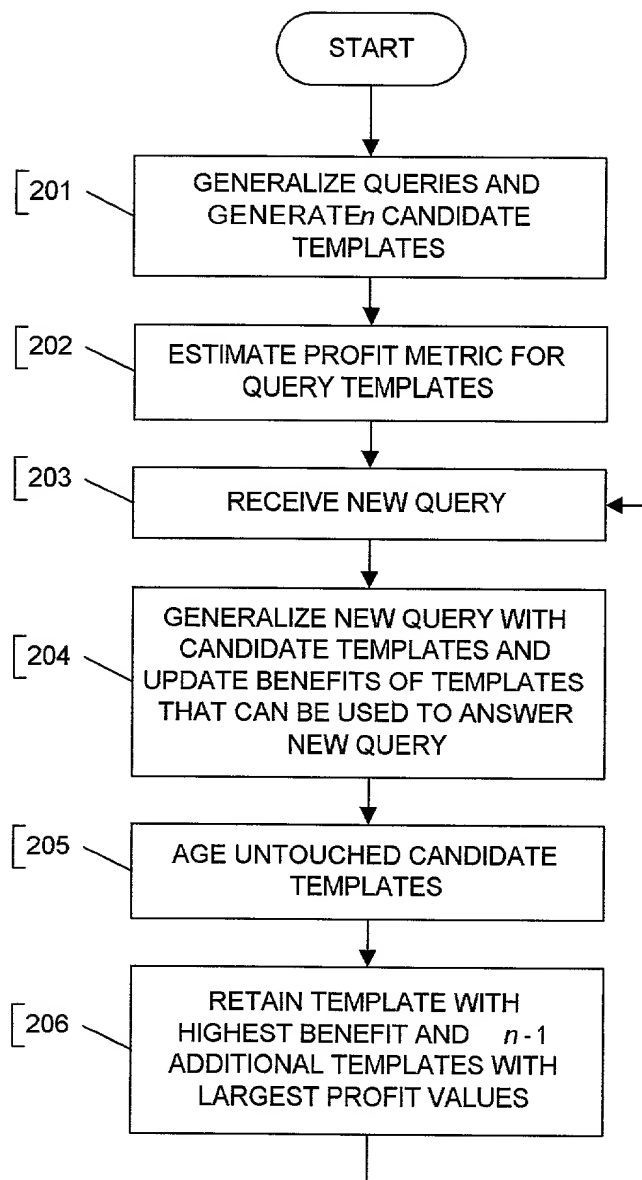 START
201
GENERALIZE QUERIES AND
GENERATE n CANDIDATE
TEMPLATES
202
ESTIMATE PROFIT METRIC FOR
QUERY TEMPLATES
203
RECEIVE NEW QUERY
204
GENERALIZE NEW QUERY WITH
CANDIDATE TEMPLATES AND
UPDATE BENEFITS OF TEMPLATES
THAT CAN BE USED TO ANSWER
NEW QUERY
205
AGE UNTOUCHED CANDIDATE
TEMPLATES
206
RETAIN TEMPLATE WITH
HIGHEST BENEFIT AND n-1
ADDITIONAL TEMPLATES WITH
LARGEST PROFIT VALUES